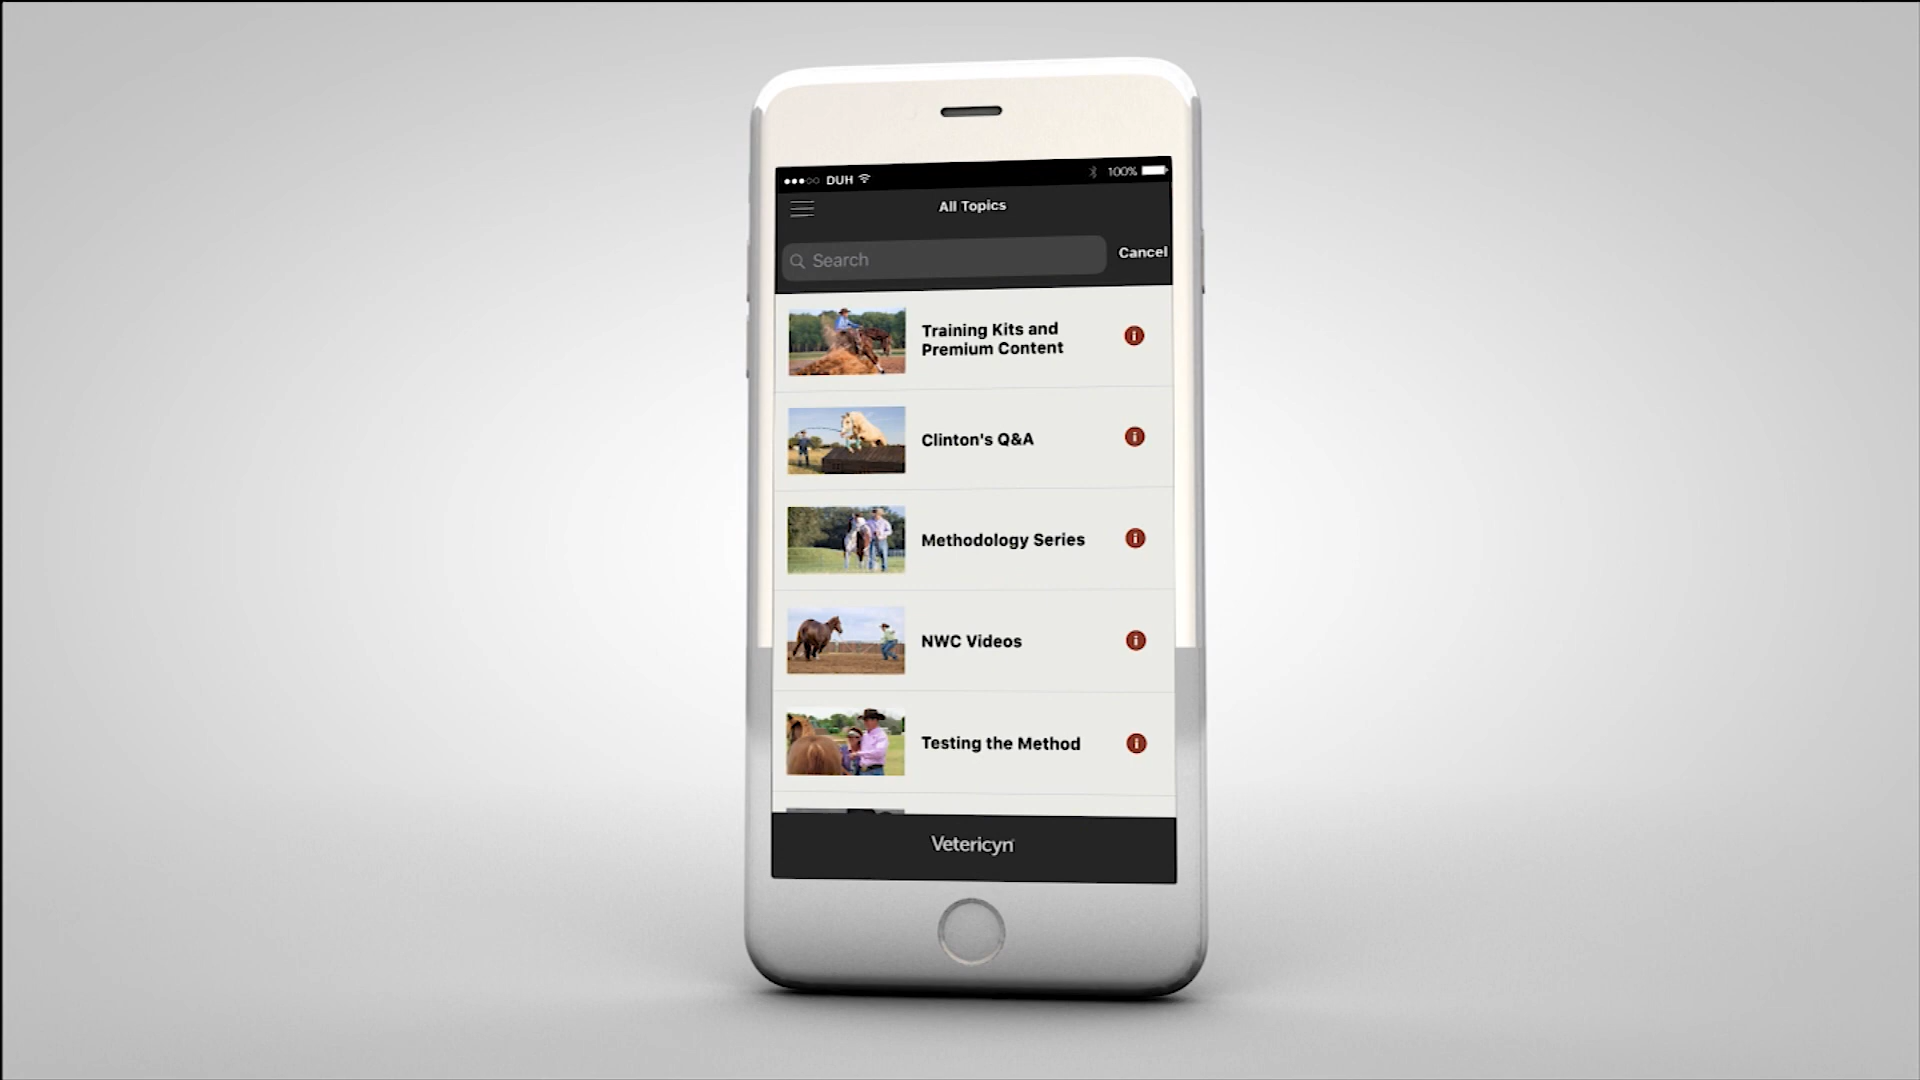 DUH
100%
All Topics
Search
Cancel
Training Kits and
Premium Content
Clinton's Q&A
Methodology Series
NWC Videos
Testing the Method
Vetericyn